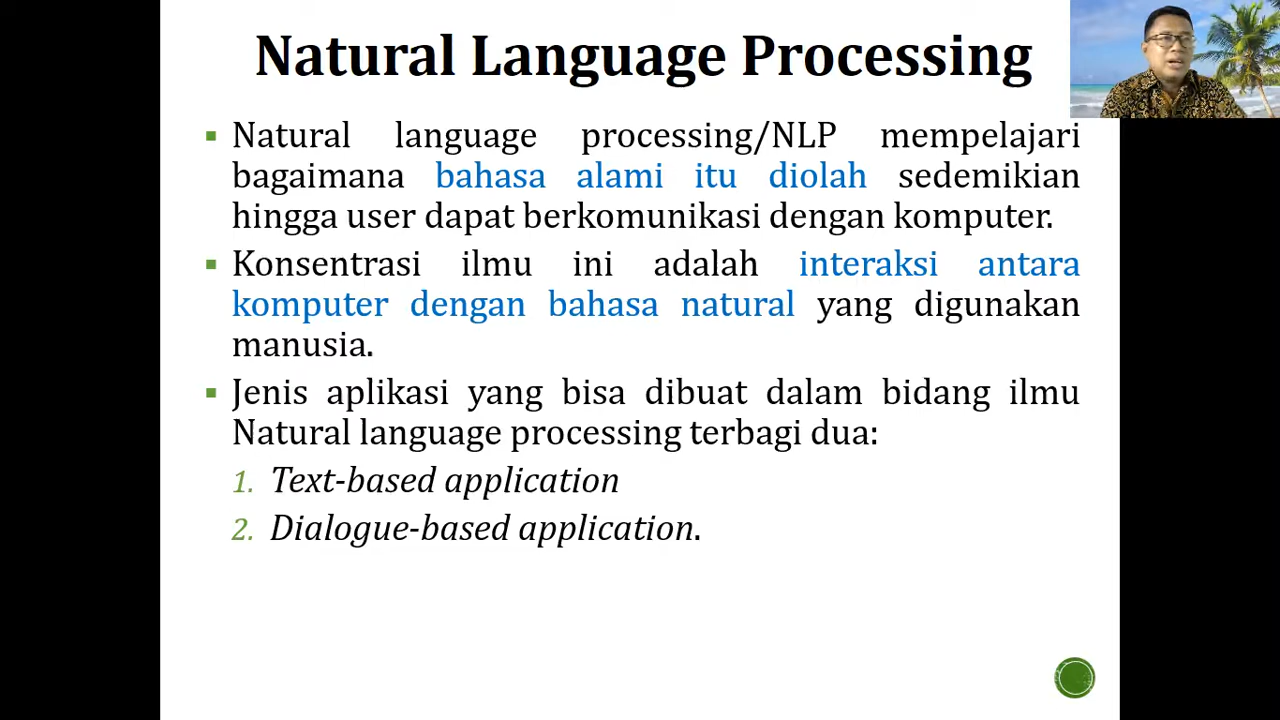 Natural Language Processing
Natural language processing/NLP mempelajari
bagaimana bahasa alami itu diolah sedemikian
hingga user dapat berkomunikasi dengan komputer.
Konsentrasi ilmu ini adalah interaksi antara
komputer dengan bahasa natural yang digunakan
manusia.
Jenis aplikasi yang bisa dibuat dalam bidang ilmu
Natural language processing terbagi dua:
1. Text-based application
2. Dialogue-based application.